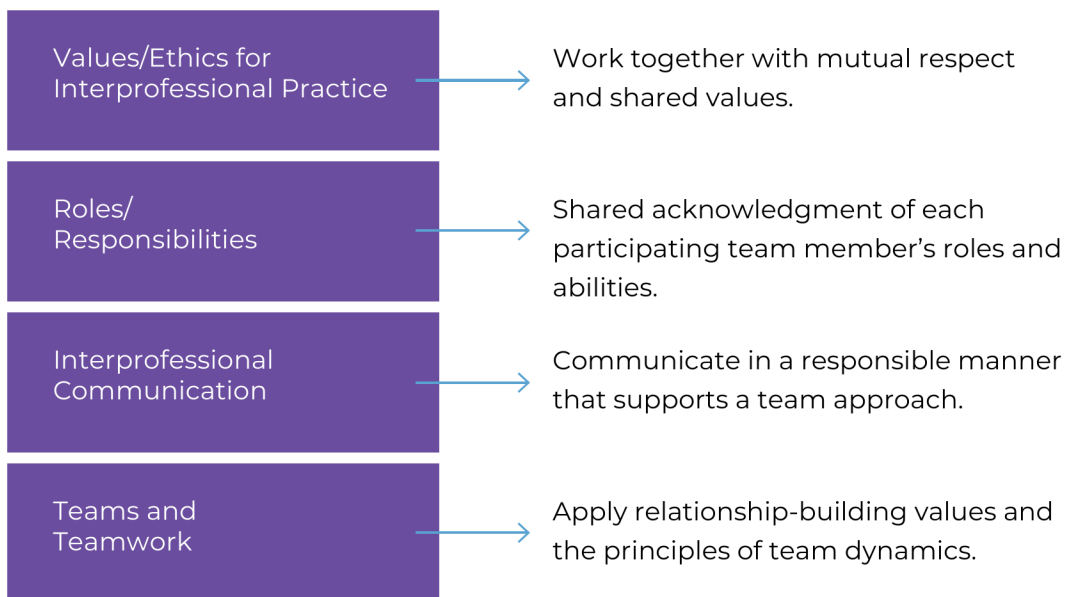 Values/Ethics for
Interprofessional Practice
Work together with mutual respect
and shared values.
Roles/
Responsibilities
Shared acknowledgment of each
participating team member’s roles and
abilities.
Interprofessional
Communication
Communicate in a responsible manner
that supports a team approach.
Teams and
Teamwork
Apply relationship-building values and
the principles of team dynamics.